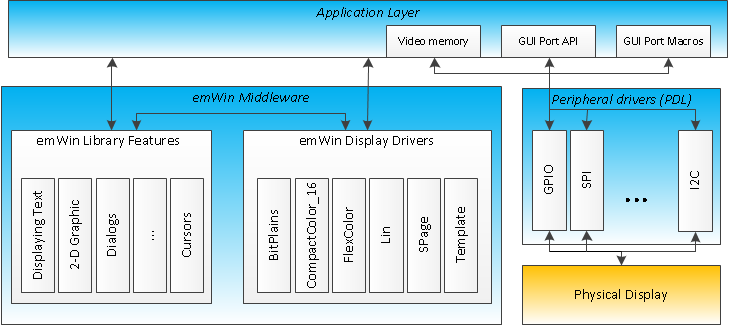 Application Layer
Video memory
GUI Port API
GUI Port Macros
emWin Middleware
Peripheral drivers (PDL)
emWin Library Features
emWin Display Drivers
Displaying Text
2-D Graphic
Dialogs
...
Cursors
BitPlains
CompactColor_16
FlexColor
Lin
SPage
Template
GPIO
SPI
...
I2C
Physical Display